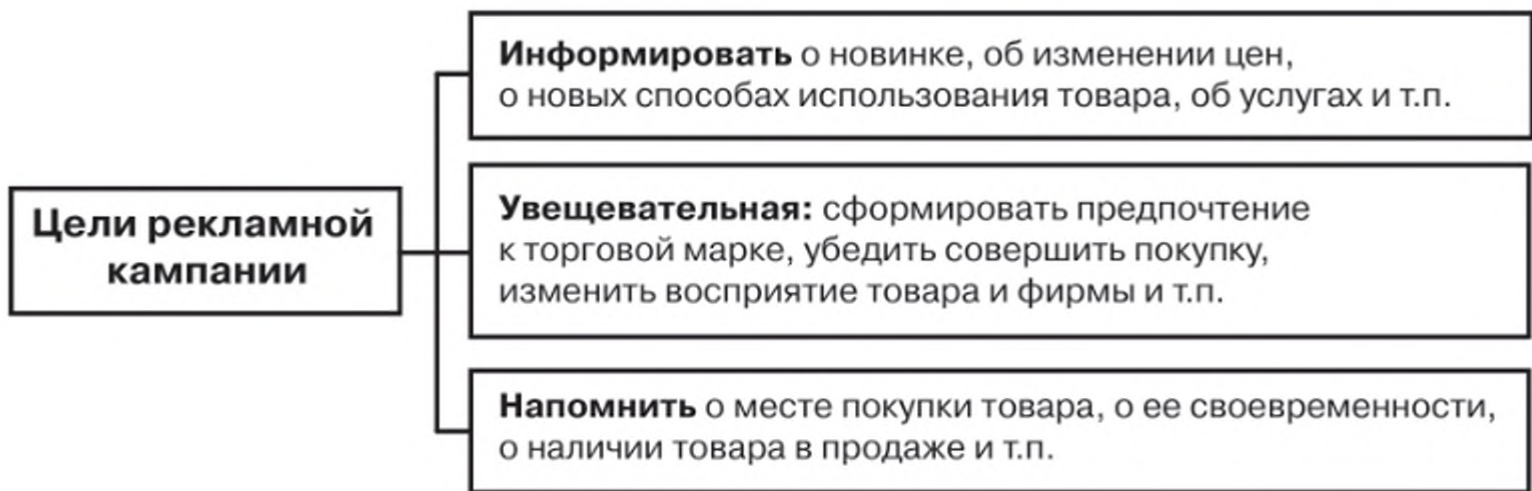 Цели рекламной
кампании
Информировать о новинке, об изменении цен,
о новых способах использования товара, об услугах и т.п.
Увещевательная: сформировать предпочтение
к торговой марке, убедить совершить покупку,
изменить восприятие товара и фирмы и т.п.
Напомнить о месте покупки товара, о ее своевременности,
о наличии товара в продаже и т.п.